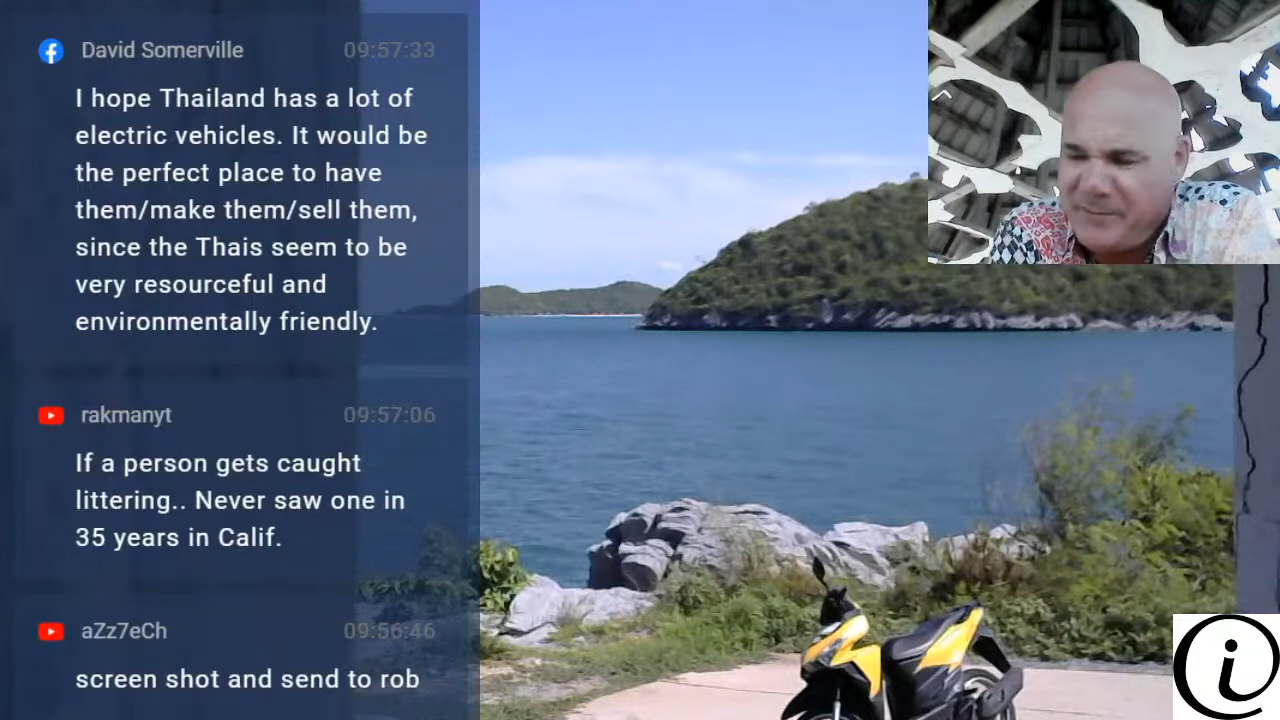 David Somerville 09:57:33
I hope Thailand has a lot of
electric vehicles. It would be
the perfect place to have
them/make them/sell them,
since the Thais seem to be
very resourceful and
environmentally friendly.
rakmanyt 09:57:06
If a person gets caught
littering.. Never saw one in
35 years in Calif.
aZz7eCh 09:56:46
screen shot and send to rob
i